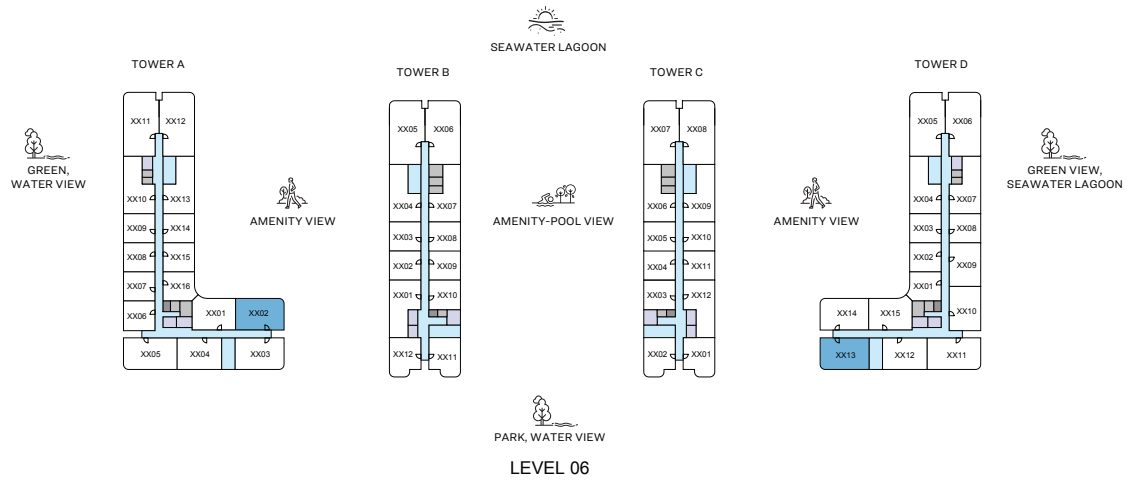 SEAWATER LAGOON
TOWER A
TOWER B
TOWER C
TOWER D
XX11
XX12
XX10
XX13
XX09
XX14
XX08
XX15
XX07
XX16
XX06
XX01
XX02
XX05
XX04
XX03
XX05
XX06
XX04
XX07
XX03
XX08
XX02
XX09
XX01
XX10
XX12
XX11
XX07
XX08
XX06
XX09
XX05
XX10
XX04
XX11
XX03
XX12
XX02
XX01
XX05
XX06
XX04
XX07
XX03
XX08
XX02
XX09
XX01
XX10
XX14
XX15
XX13
XX12
XX11
GREEN,
WATER VIEW
AMENITY VIEW
AMENITY-POOL VIEW
AMENITY VIEW
GREEN VIEW,
SEAWATER LAGOON
PARK, WATER VIEW
LEVEL 06